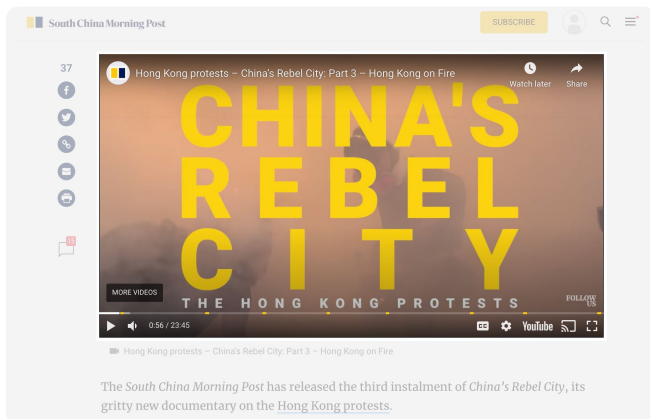 South China Morning Post
SUBSCRIBE
37
Hong Kong protests – China's Rebel City: Part 3 – Hong Kong on Fire
Watch later
Share
CHINA'S
REBEL
CITY
THE HONG KONG PROTESTS
MORE VIDEOS
FOLLOW
US
0:56 / 23:45
CC
YouTube
Hong Kong protests – China's Rebel City: Part 3 – Hong Kong on Fire
The South China Morning Post has released the third instalment of China's Rebel City, its
gritty new documentary on the Hong Kong protests.